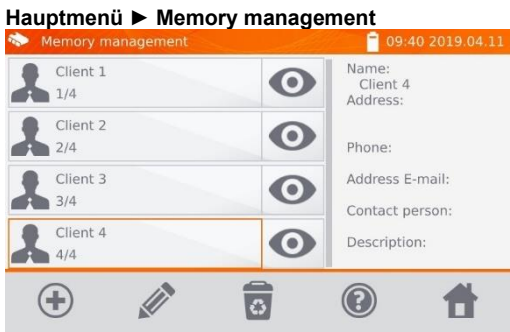 Hauptmenü ► Memory management
Memory management
09:40 2019.04.11
Client 1
1/4
Client 2
2/4
Client 3
3/4
Client 4
4/4
Name:
Client 4
Address:
Phone:
Address E-mail:
Contact person:
Description: